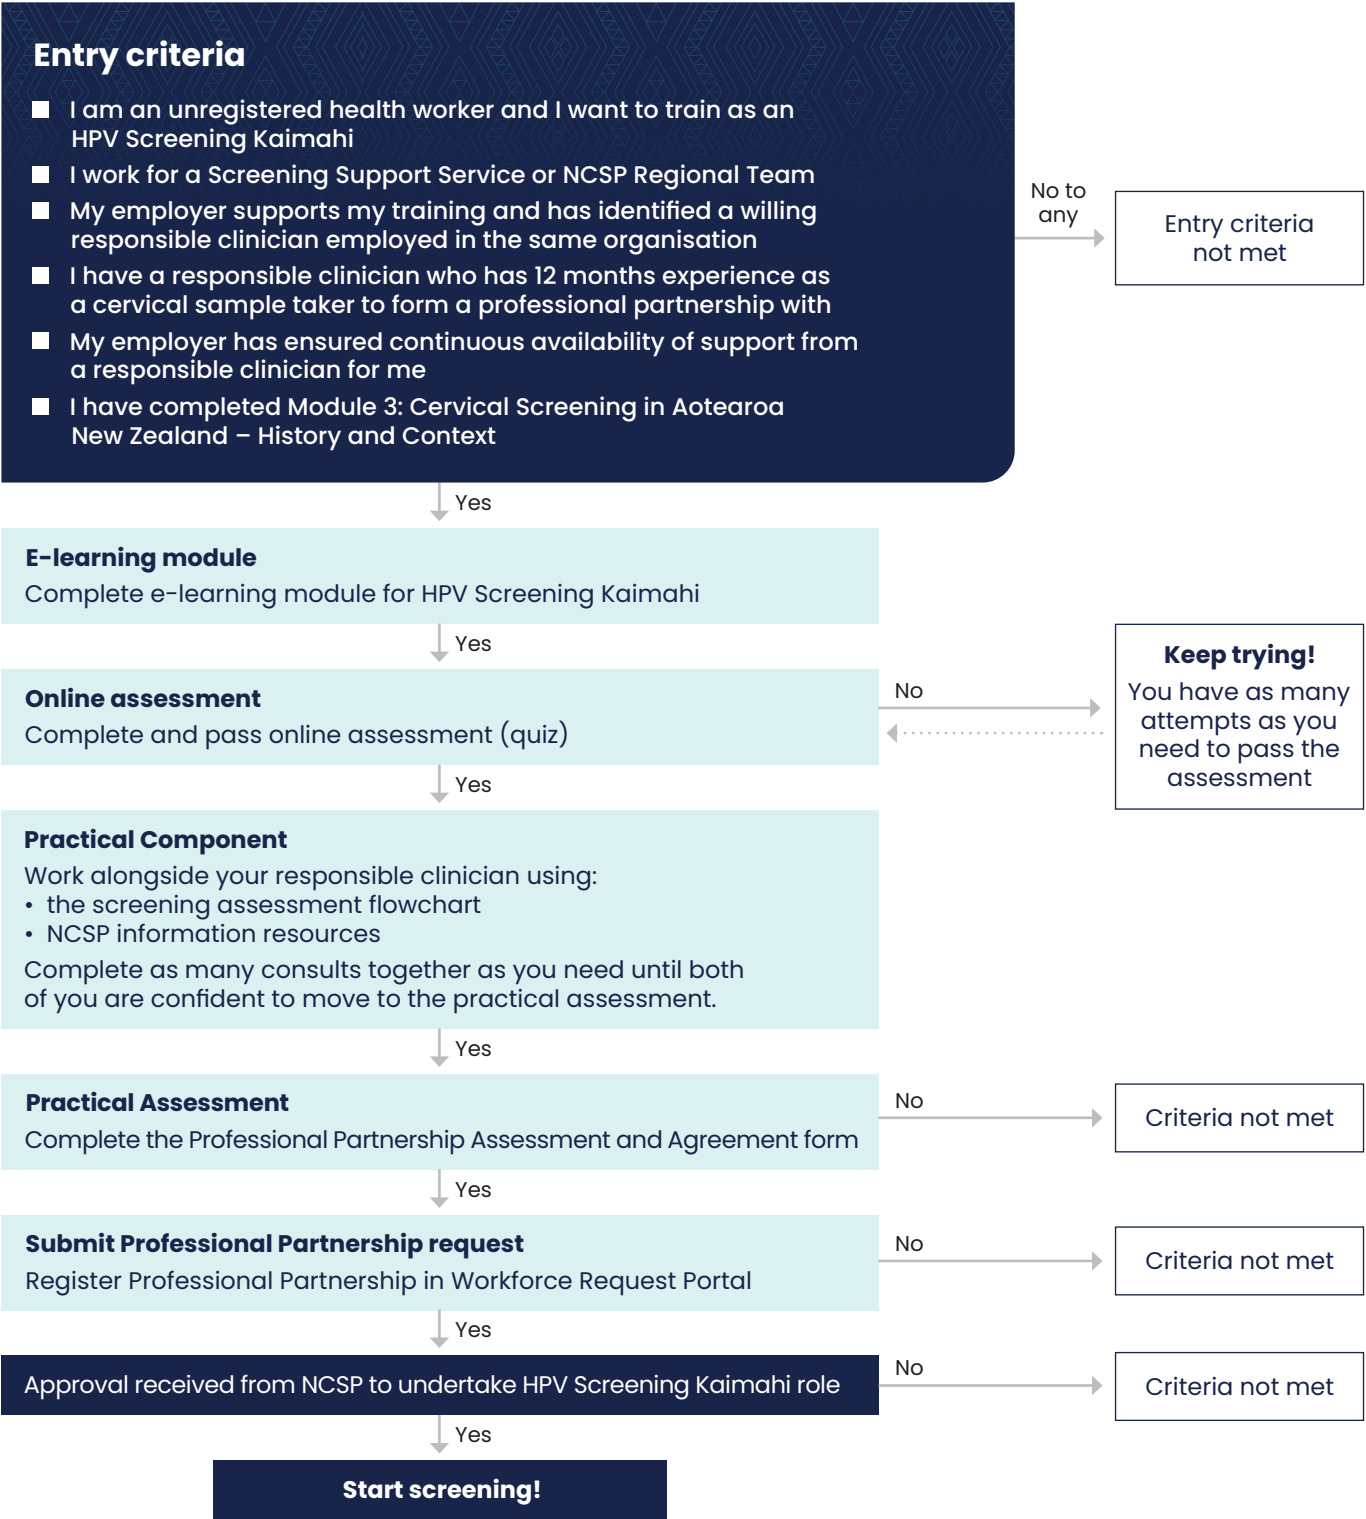 Entry criteria
I am an unregistered health worker and I want to train as an
HPV Screening Kaimahi
I work for a Screening Support Service or NCSP Regional Team
My employer supports my training and has identified a willing
responsible clinician employed in the same organisation
I have a responsible clinician who has 12 months experience as
a cervical sample taker to form a professional partnership with
My employer has ensured continuous availability of support from
a responsible clinician for me
I have completed Module 3: Cervical Screening in Aotearoa
New Zealand – History and Context
No to
any
Entry criteria
not met
Yes
E-learning module
Complete e-learning module for HPV Screening Kaimahi
Yes
Online assessment
Complete and pass online assessment (quiz)
No
Keep trying!
You have as many
attempts as you
need to pass the
assessment
Yes
Practical Component
Work alongside your responsible clinician using:
• the screening assessment flowchart
• NCSP information resources
Complete as many consults together as you need until both
of you are confident to move to the practical assessment.
Yes
Practical Assessment
Complete the Professional Partnership Assessment and Agreement form
No
Criteria not met
Yes
Submit Professional Partnership request
Register Professional Partnership in Workforce Request Portal
No
Criteria not met
Yes
Approval received from NCSP to undertake HPV Screening Kaimahi role
No
Criteria not met
Yes
Start screening!